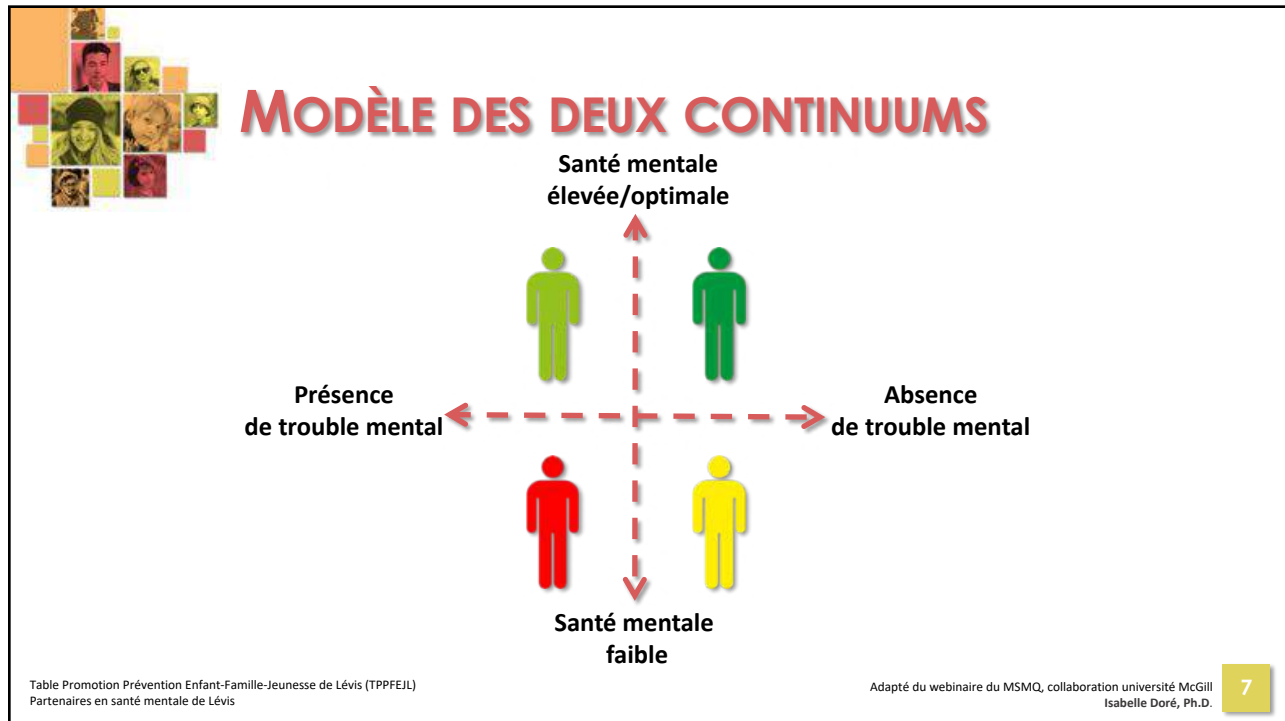 MODÈLE DES DEUX CONTINUUMS
Santé mentale
élevée/optimale
Présence
de trouble mental
Absence
de trouble mental
Santé mentale
faible
Table Promotion Prévention Enfant-Famille-Jeunesse de Lévis (TPPFEJL)
Partenaires en santé mentale de Lévis
Adapté du webinaire du MSMQ, collaboration université McGill
Isabelle Doré, Ph.D.
7